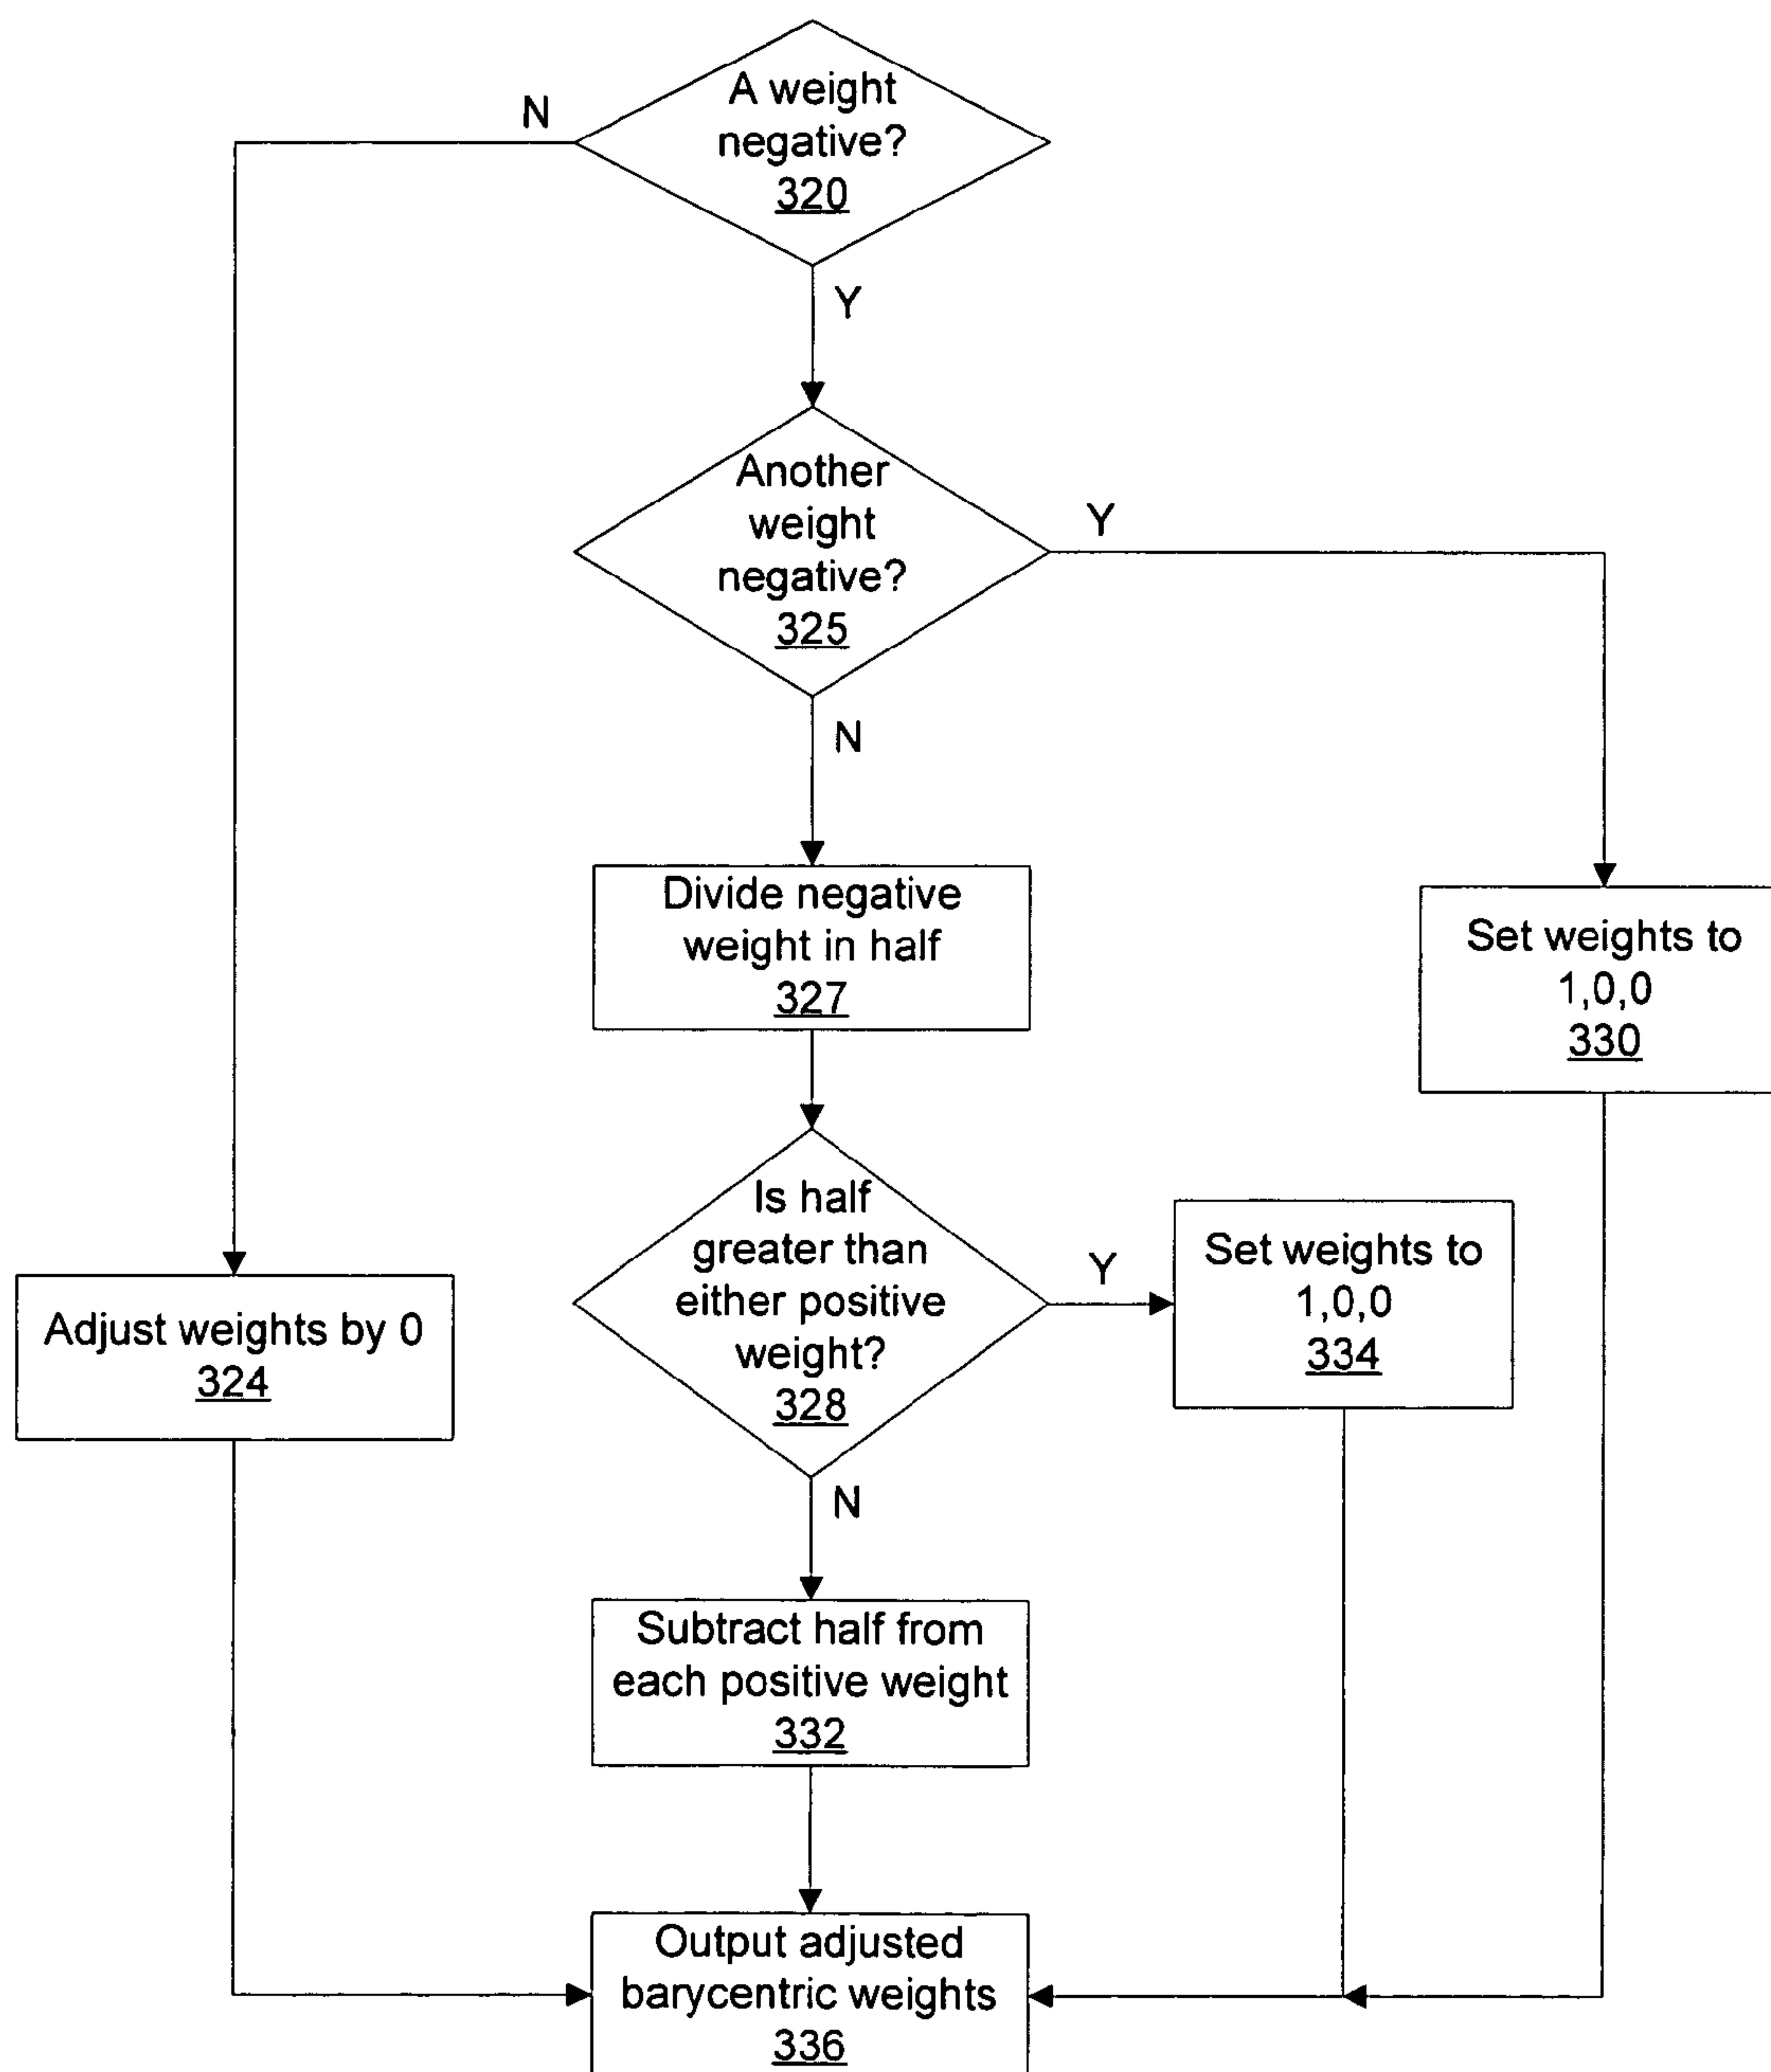 A weight
negative?
320
N
Y
Another
weight
negative?
325
Y
N
Divide negative
weight in half
327
Set weights to
1,0,0
330
Is half
greater than
either positive
weight?
328
Y
Set weights to
1,0,0
334
Adjust weights by 0
324
N
Subtract half from
each positive weight
332
Output adjusted
barycentric weights
336